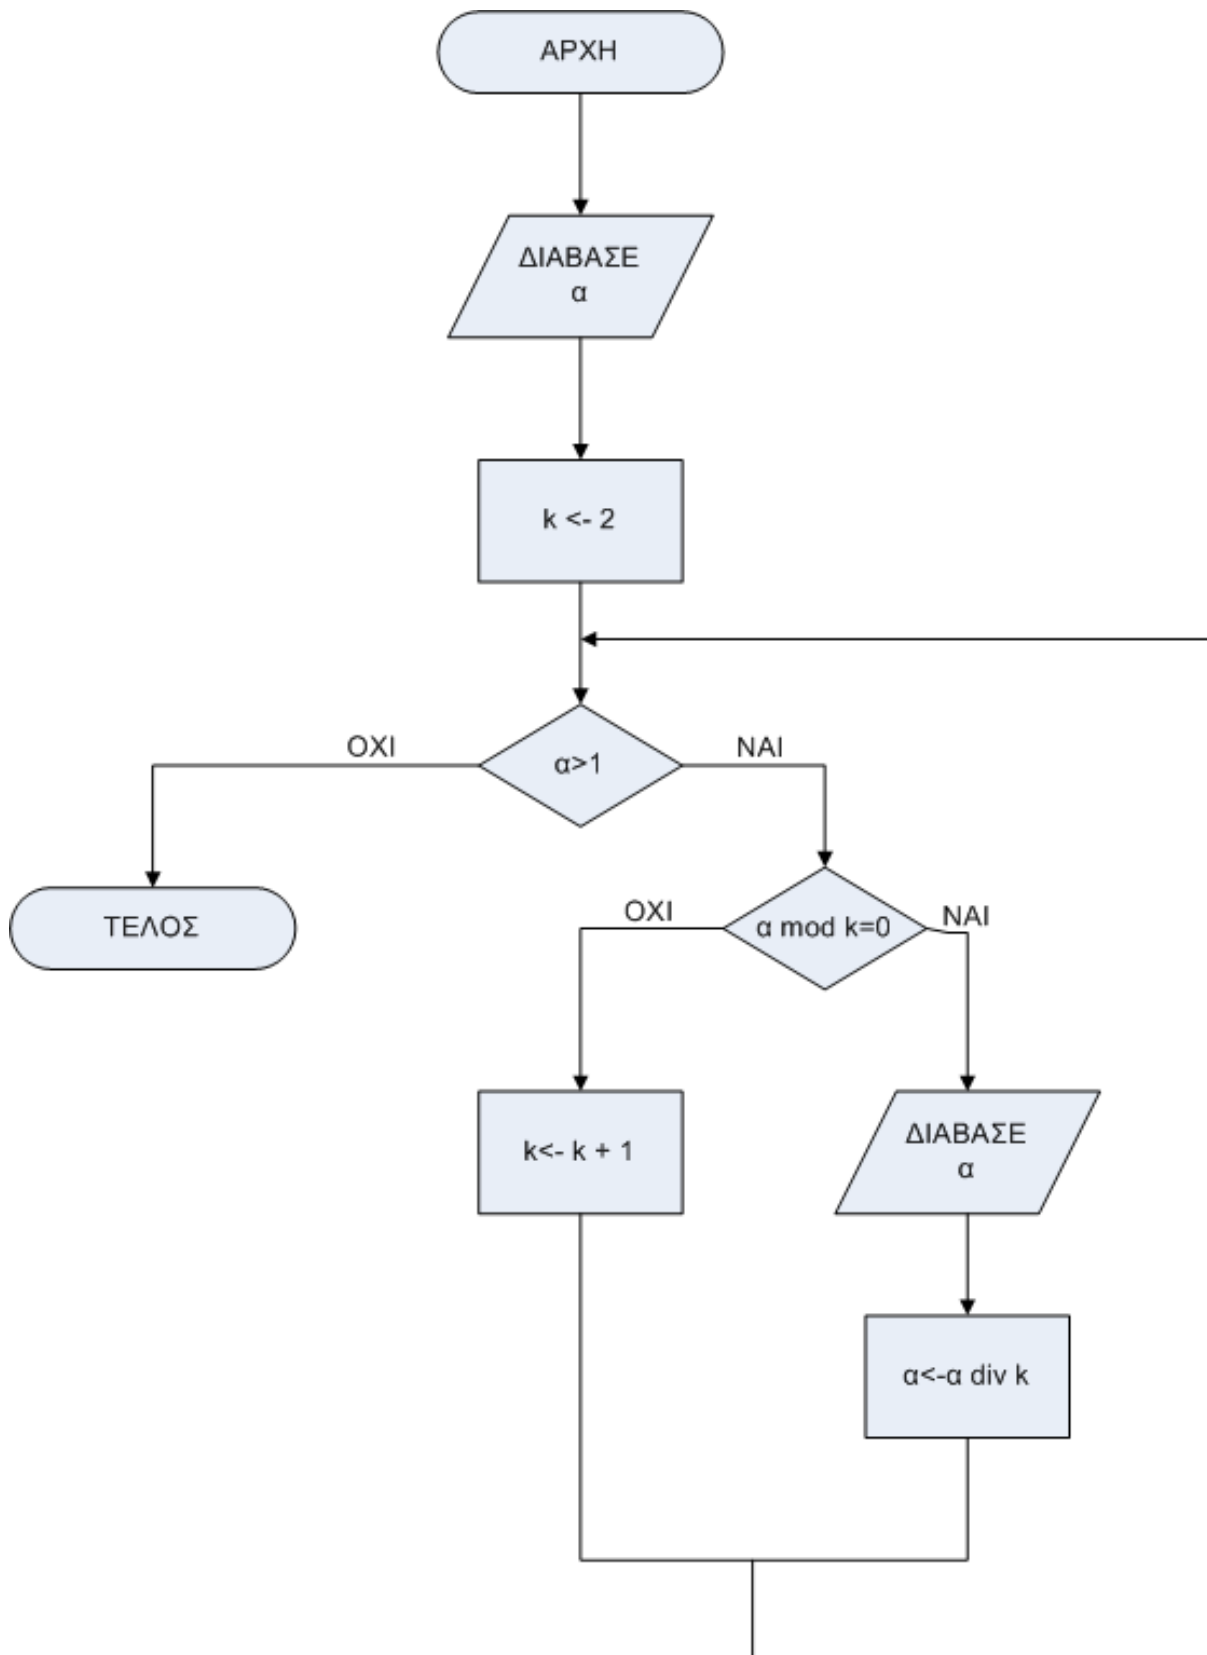 ΑΡΧΗ
ΔΙΑΒΑΣΕ
α
k <- 2
ΟΧΙ
α>1
ΝΑΙ
ΤΕΛΟΣ
ΟΧΙ
α mod k=0
ΝΑΙ
k<- k + 1
ΔΙΑΒΑΣΕ
α
α<-α div k